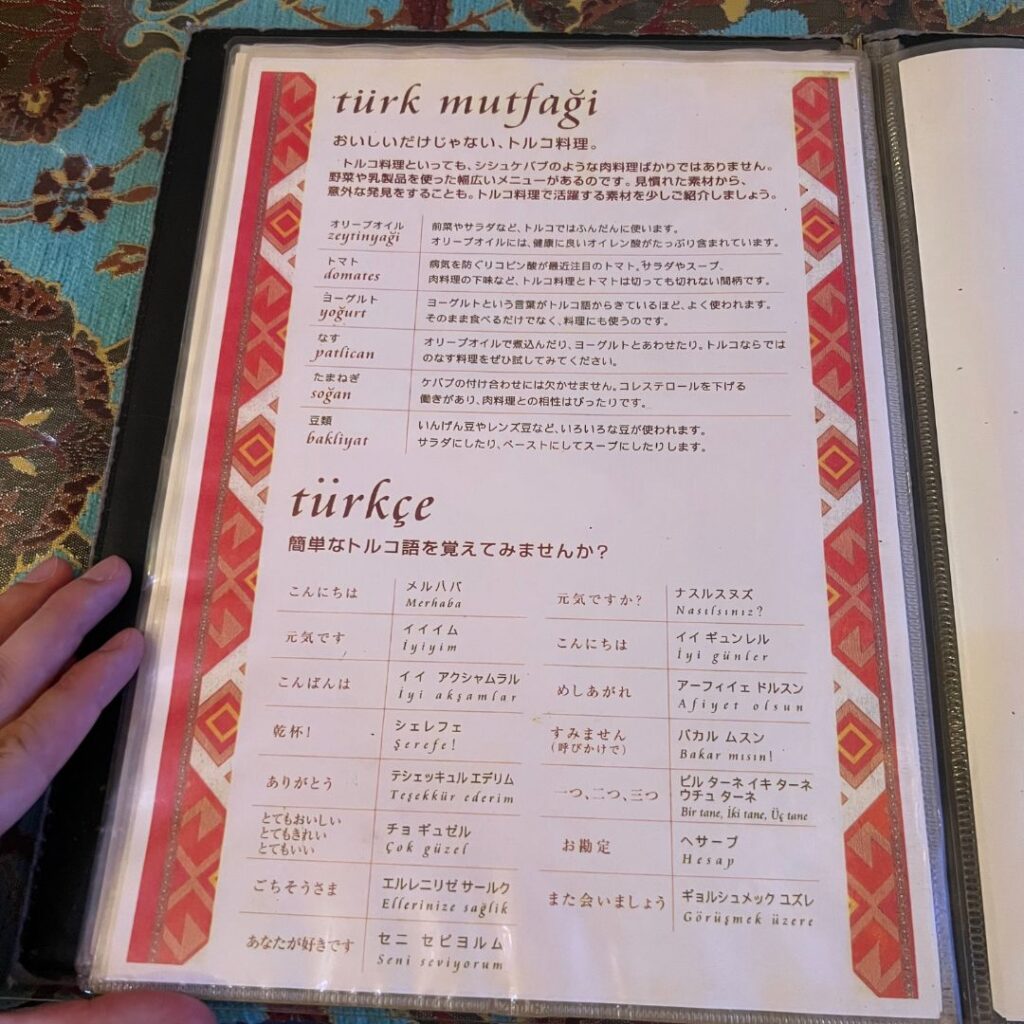 türk mutfaği
おいしいだけじゃない、トルコ料理。
トルコ料理といっても、シシュケバプのような肉料理ばかりではありません。
野菜や乳製品を使った幅広いメニューがあるのです。見慣れた素材から、
意外な発見をすることも。トルコ料理で活躍する素材を少しご紹介しましょう。
オリーブオイル
zeytinyaği
前菜やサラダなど、トルコではふんだんに使います。
オリーブオイルには、健康に良いオイレン酸がたっぷり含まれています。
トマト
domates
病気を防ぐリコピン酸が最近注目のトマト。サラダやスープ、
肉料理の下味など、トルコ料理とトマトは切っても切れない間柄です。
ヨーグルト
yoğurt
ヨーグルトという言葉がトルコ語からきているほど、よく使われます。
そのまま食べるだけでなく、料理にも使うのです。
なす
patlican
オリーブオイルで煮込んだり、ヨーグルトとあわせたり。トルコならでは
のなす料理をぜひ試してみてください。
たまねぎ
soğan
ケバプの付け合わせには欠かせません。コレステロールを下げる
働きがあり、肉料理との相性はぴったりです。
豆類
bakliyat
いんげん豆やレンズ豆など、いろいろな豆が使われます。
サラダにしたり、ペーストにしてスープにしたりします。
türkçe
簡単なトルコ語を覚えてみませんか？
こんにちは
メルハバ
Merhaba
元気です
イイイム
İyiyim
こんばんは
イイ アクシャムラル
İyi akşamlar
乾杯！
シェレフェ
Şerefe!
ありがとう
テシェッキュル エデリム
Teşekkür ederim
とてもおいしい
とてもきれい
とてもいい
チョ ギュゼル
Çok güzel
ごちそうさま
エルレニリゼ サールク
Ellerinize sağlik
あなたが好きです
セニ セビヨルム
Seni seviyorum
元気ですか？
ナスルスヌズ
Nasılsınız?
こんにちは
イイ ギュンレル
İyi günler
めしあがれ
アーフィイェ ドルスン
Afiyet olsun
すみません
（呼びかけで）
バカル ムスン
Bakar mısın!
一つ、二つ、三つ
ビル ターネ イキ ターネ
ウチュ ターネ
Bir tane, İki tane, Üç tane
お勘定
ヘサープ
Hesap
また会いましょう
ギョルシュメック ユズレ
Görüşmek üzere